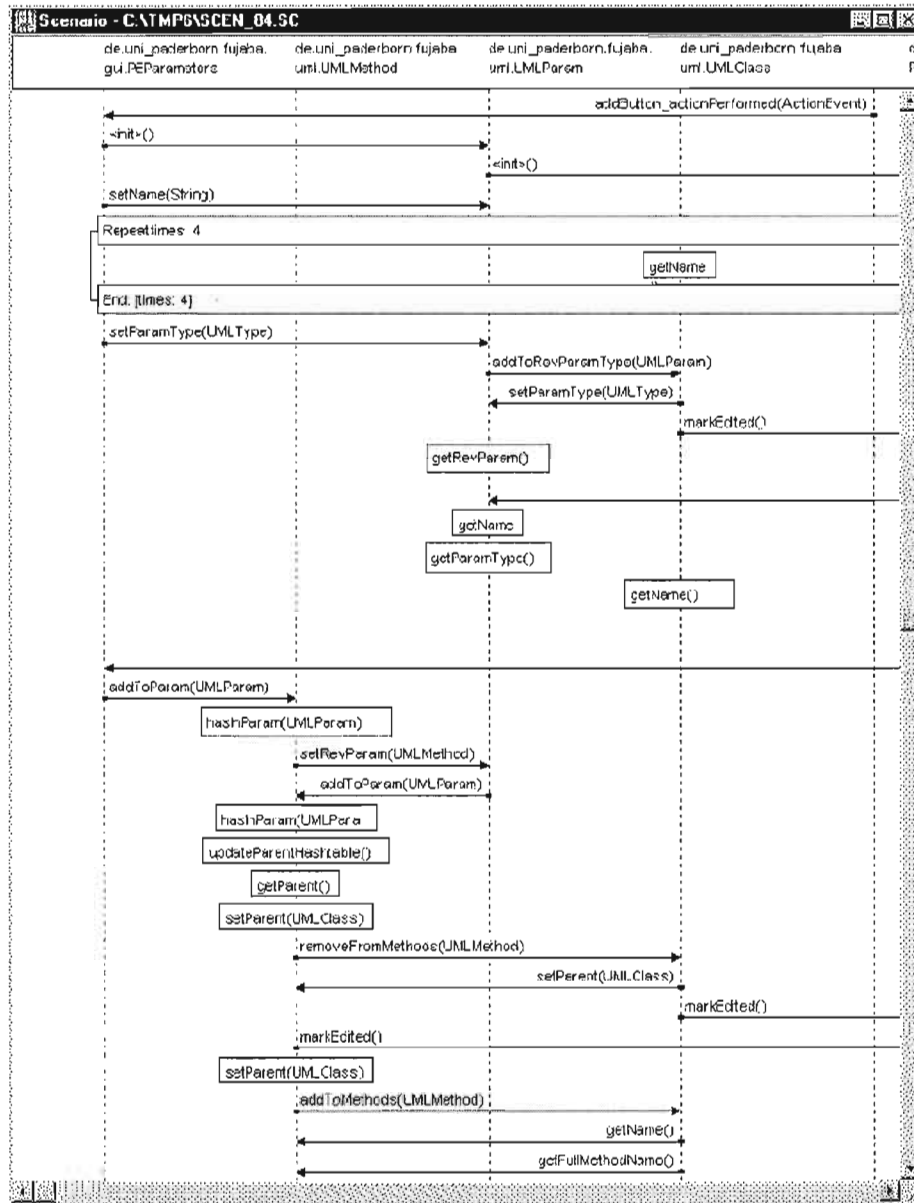 Scenario - C:\TMP6\SCEN_04.SC
de.uni_paderborn.fujaba. de.uni_paderborn fujaba de uni_paderborn.fujaba. de uni_paderborn fujaba
gui.PEParameters uml.UMLMethod uml.UMLParam uml.UMLClass
addButton_actionPerformed(ActionEvent)
<init>()
<init>()
setName(String)
Repeat times: 4
getName
End. [times: 4]
setParamType(UMLType)
addToRevParamType(UMLParam)
setParamType(UMLType)
markEdited()
getRevParam()
getName
getParamType()
getName()
addToParam(UMLParam)
hashParam(UMLParam)
setRevParam(UMLMethod)
addToParam(UMLParam)
hashParam(UMLPara
updateParentHashtable()
getParent()
setParent(UMLClass)
removeFromMethods(UMLMethod)
setParent(UMLClass)
markEdited()
markEdited()
setParent(UMLClass)
addToMethods(UMLMethod)
getName()
getFullMethodName()